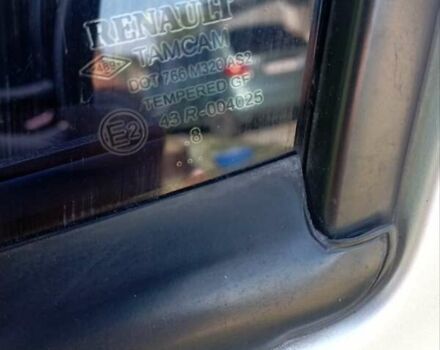 RENAULT
TAMCAM
DOT 766 M320 AS2
TEMPERED GF
E2 43 R-004025
.8